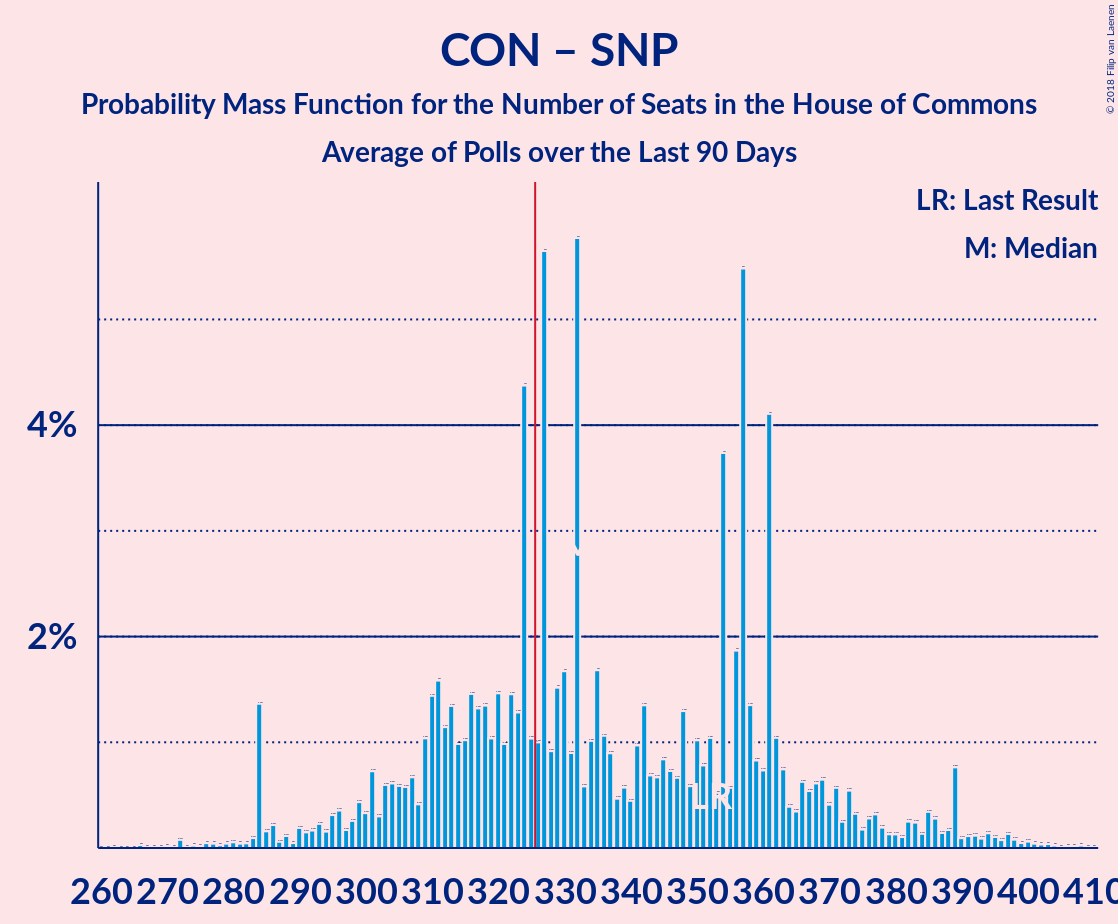 CON – SNP
Probability Mass Function for the Number of Seats in the House of Commons
Average of Polls over the Last 90 Days
© 2018 Filip van Laenen
LR: Last Result
M: Median
4%
2%
LR
260 270 280 290 300 310 320 330 340 350 360 370 380 390 400 410